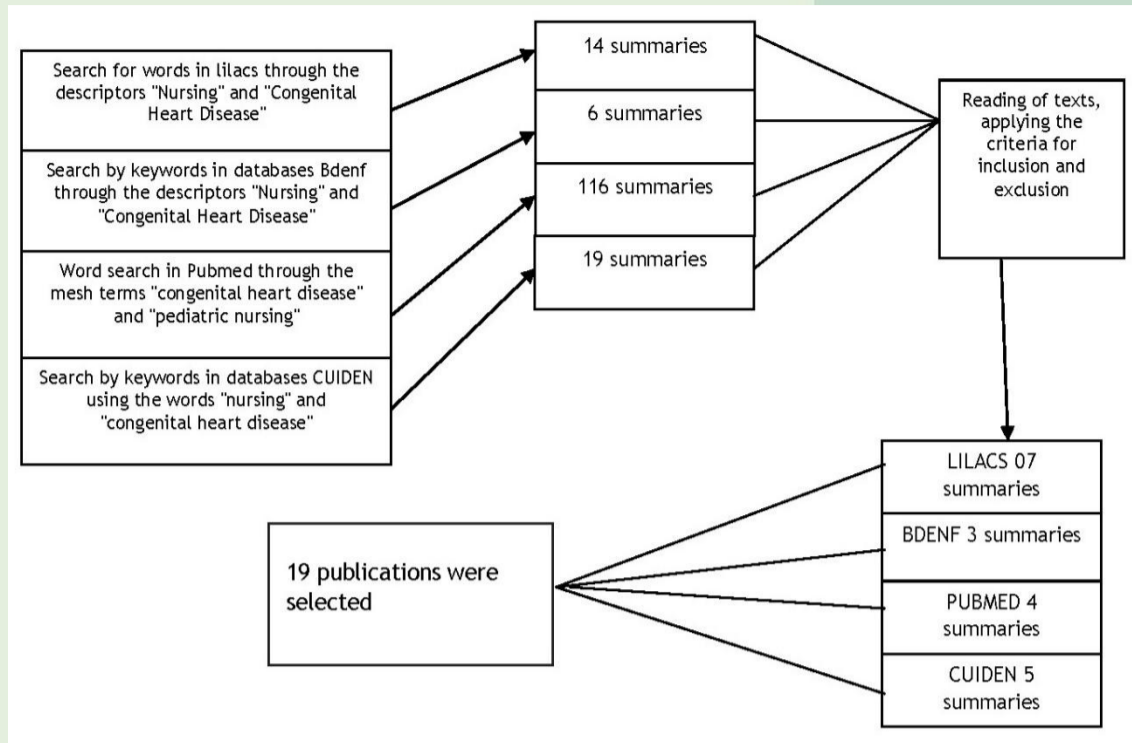 Search for words in lilacs through the
descriptors "Nursing" and "Congenital
Heart Disease"
Search by keywords in databases Bdenf
through the descriptors "Nursing" and
"Congenital Heart Disease"
Word search in Pubmed through the
mesh terms "congenital heart disease"
and "pediatric nursing"
Search by keywords in databases CUIDEN
using the words "nursing" and
"congenital heart disease"
14 summaries
6 summaries
116 summaries
19 summaries
Reading of texts,
applying the
criteria for
inclusion and
exclusion
LILACS 07
summaries
BDENF 3 summaries
PUBMED 4
summaries
CUIDEN 5
summaries
19 publications were
selected